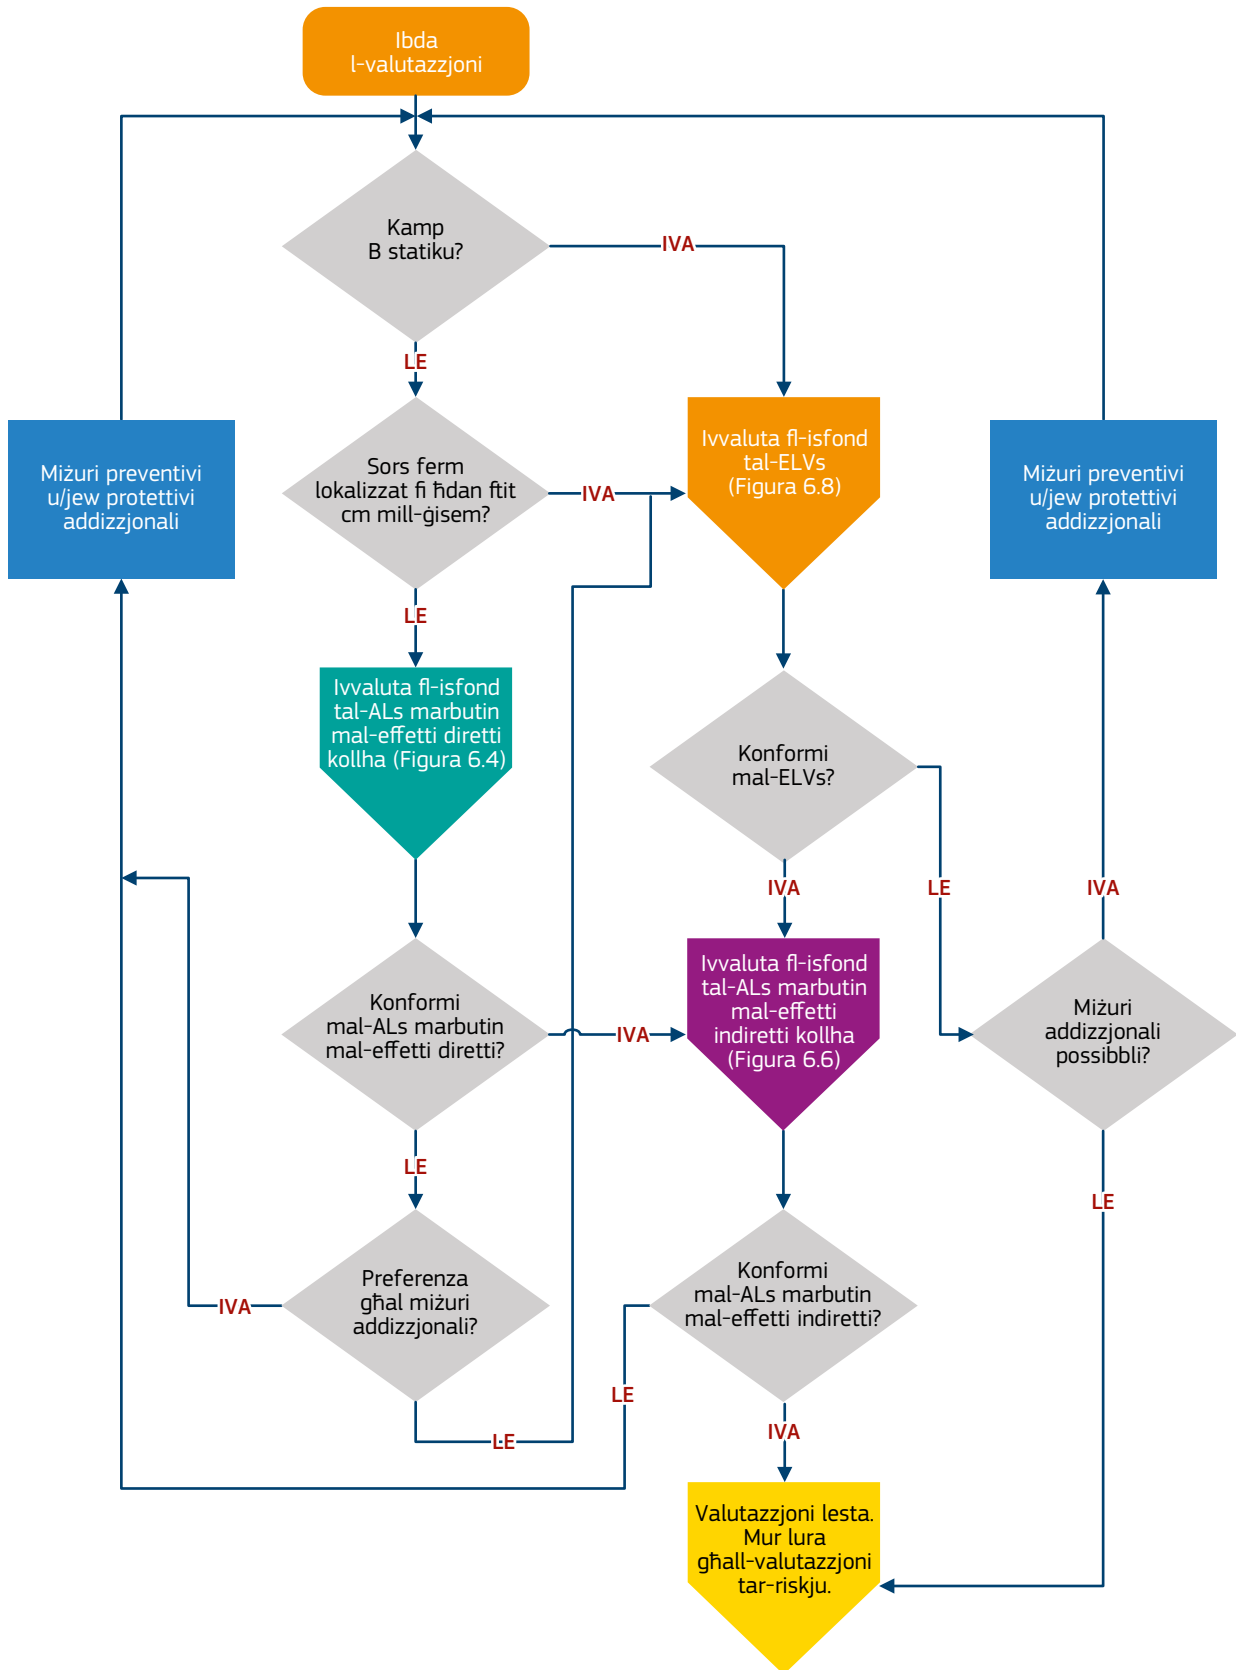 Ibda
l-valutazzjoni
Kamp
B statiku?
IVA
LE
Miżuri preventivi
u/jew protettivi
addizzjonali
Sors ferm
lokalizzat fi ħdan ftit
cm mill-ġisem?
IVA
Ivvaluta fl-isfond
tal-ELVs
(Figura 6.8)
Miżuri preventivi
u/jew protettivi
addizzjonali
LE
Ivvaluta fl-isfond
tal-ALs marbutin
mal-effetti diretti
kollha (Figura 6.4)
Konformi
mal-ELVs?
IVA
LE
IVA
Konformi
mal-ALs marbutin
mal-effetti diretti?
IVA
Ivvaluta fl-isfond
tal-ALs marbutin
mal-effetti
indiretti kollha
(Figura 6.6)
Miżuri
addizzjonali
possibbli?
LE
LE
Preferenza
għal miżuri
addizzjonali?
IVA
Konformi
mal-ALs marbutin
mal-effetti indiretti?
LE
LE
IVA
Valutazzjoni lesta.
Mur lura
għall-valutazzjoni
tar-riskju.